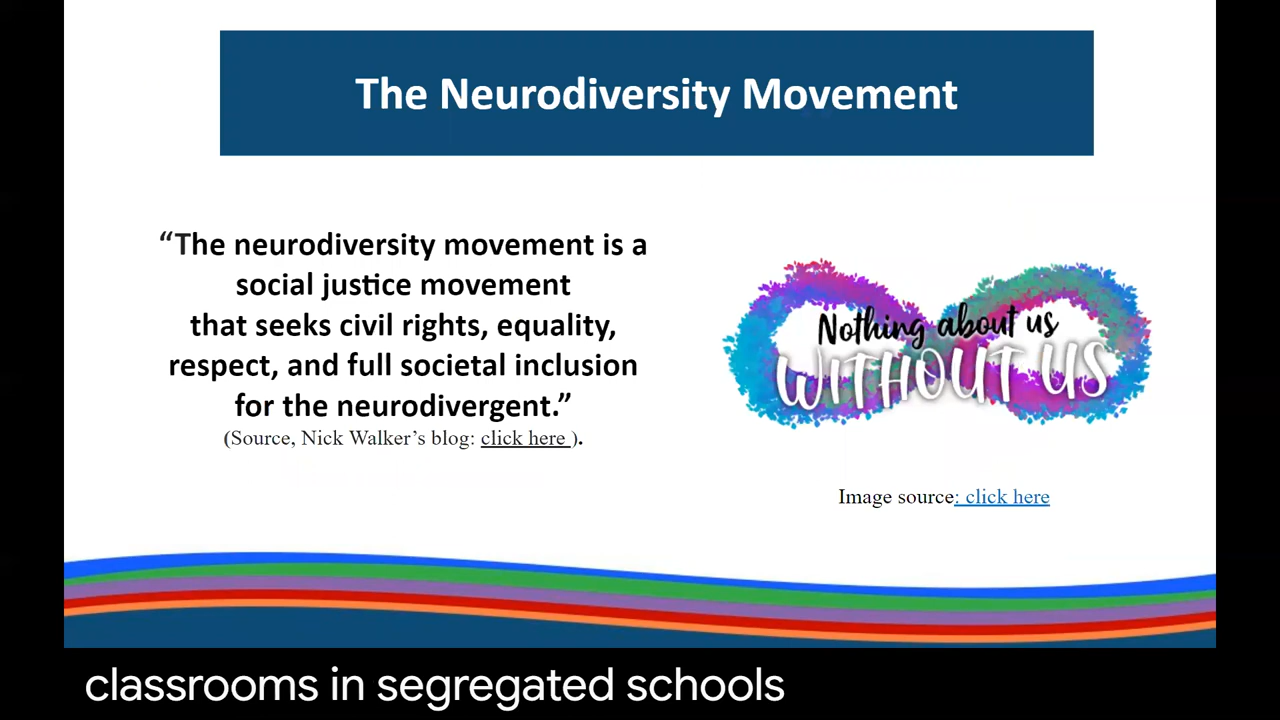 The Neurodiversity Movement
“The neurodiversity movement is a
social justice movement
that seeks civil rights, equality,
respect, and full societal inclusion
for the neurodivergent.”
(Source, Nick Walker’s blog: click here ).
Nothing about us
WITHOUT US
Image source: click here
classrooms in segregated schools